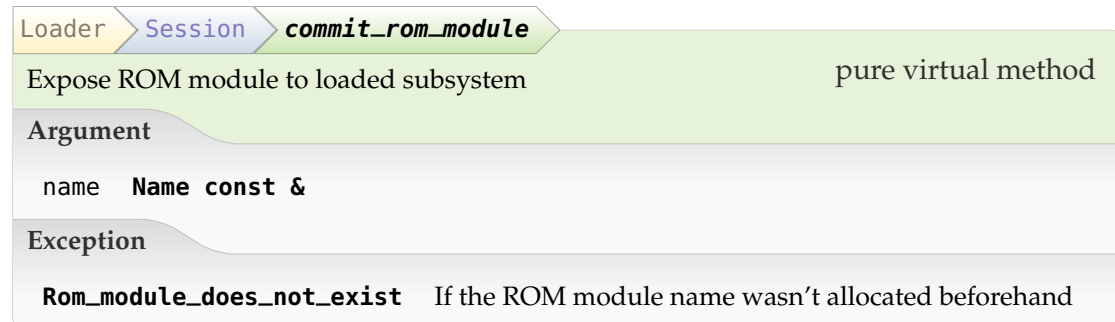 Loader Session commit_rom_module
Expose ROM module to loaded subsystem pure virtual method
Argument
name Name const &
Exception
Rom_module_does_not_exist If the ROM module name wasn't allocated beforehand